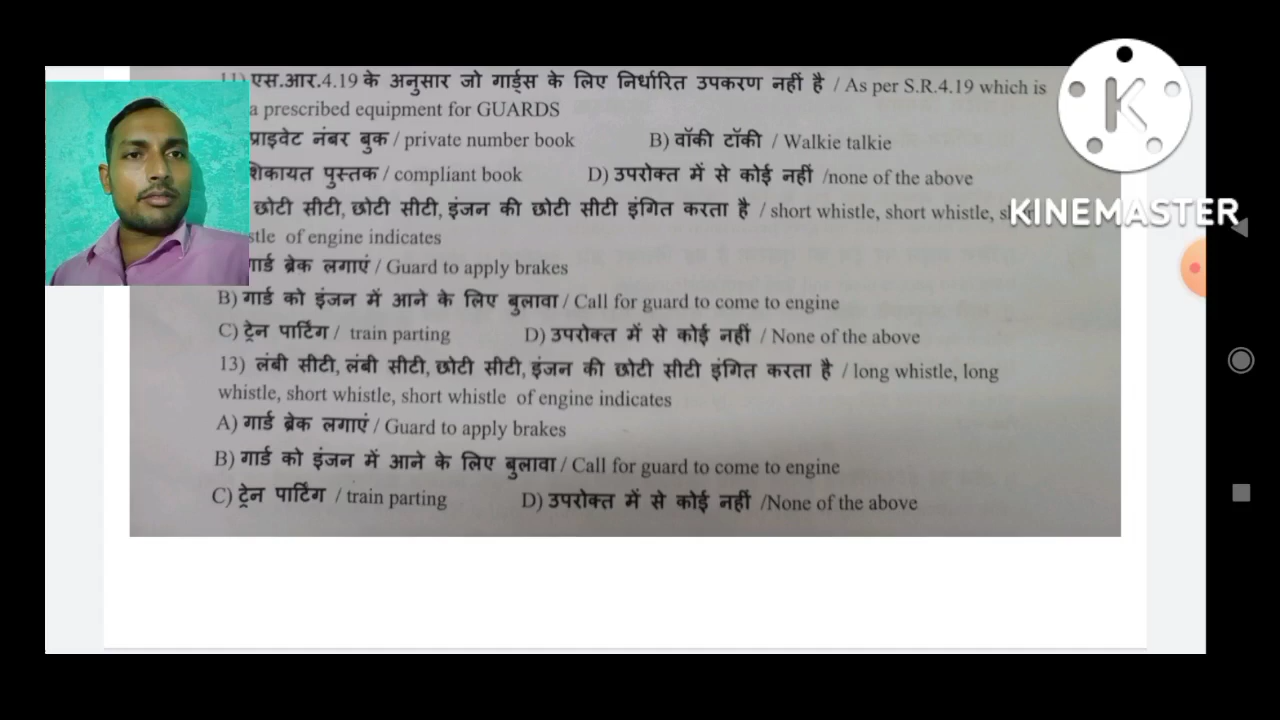 11) एस.आर.4.19 के अनुसार जो गार्ड्स के लिए निर्धारित उपकरण नहीं है / As per S.R.4.19 which is
a prescribed equipment for GUARDS
प्राइवेट नंबर बुक / private number book B) वॉकी टॉकी / Walkie talkie
शिकायत पुस्तक / compliant book D) उपरोक्त में से कोई नहीं /none of the above
छोटी सीटी, छोटी सीटी, इंजन की छोटी सीटी इंगित करता है / short whistle, short whistle,
of engine indicates
गार्ड ब्रेक लगाएं / Guard to apply brakes
B) गार्ड को इंजन में आने के लिए बुलावा / Call for guard to come to engine
C) ट्रेन पार्टिंग / train parting D) उपरोक्त में से कोई नहीं / None of the above
13) लंबी सीटी, लंबी सीटी, छोटी सीटी, इंजन की छोटी सीटी इंगित करता है / long whistle, long
whistle, short whistle, short whistle of engine indicates
A) गार्ड ब्रेक लगाएं / Guard to apply brakes
B) गार्ड को इंजन में आने के लिए बुलावा / Call for guard to come to engine
C) ट्रेन पार्टिंग / train parting D) उपरोक्त में से कोई नहीं /None of the above
K
KINEMASTER